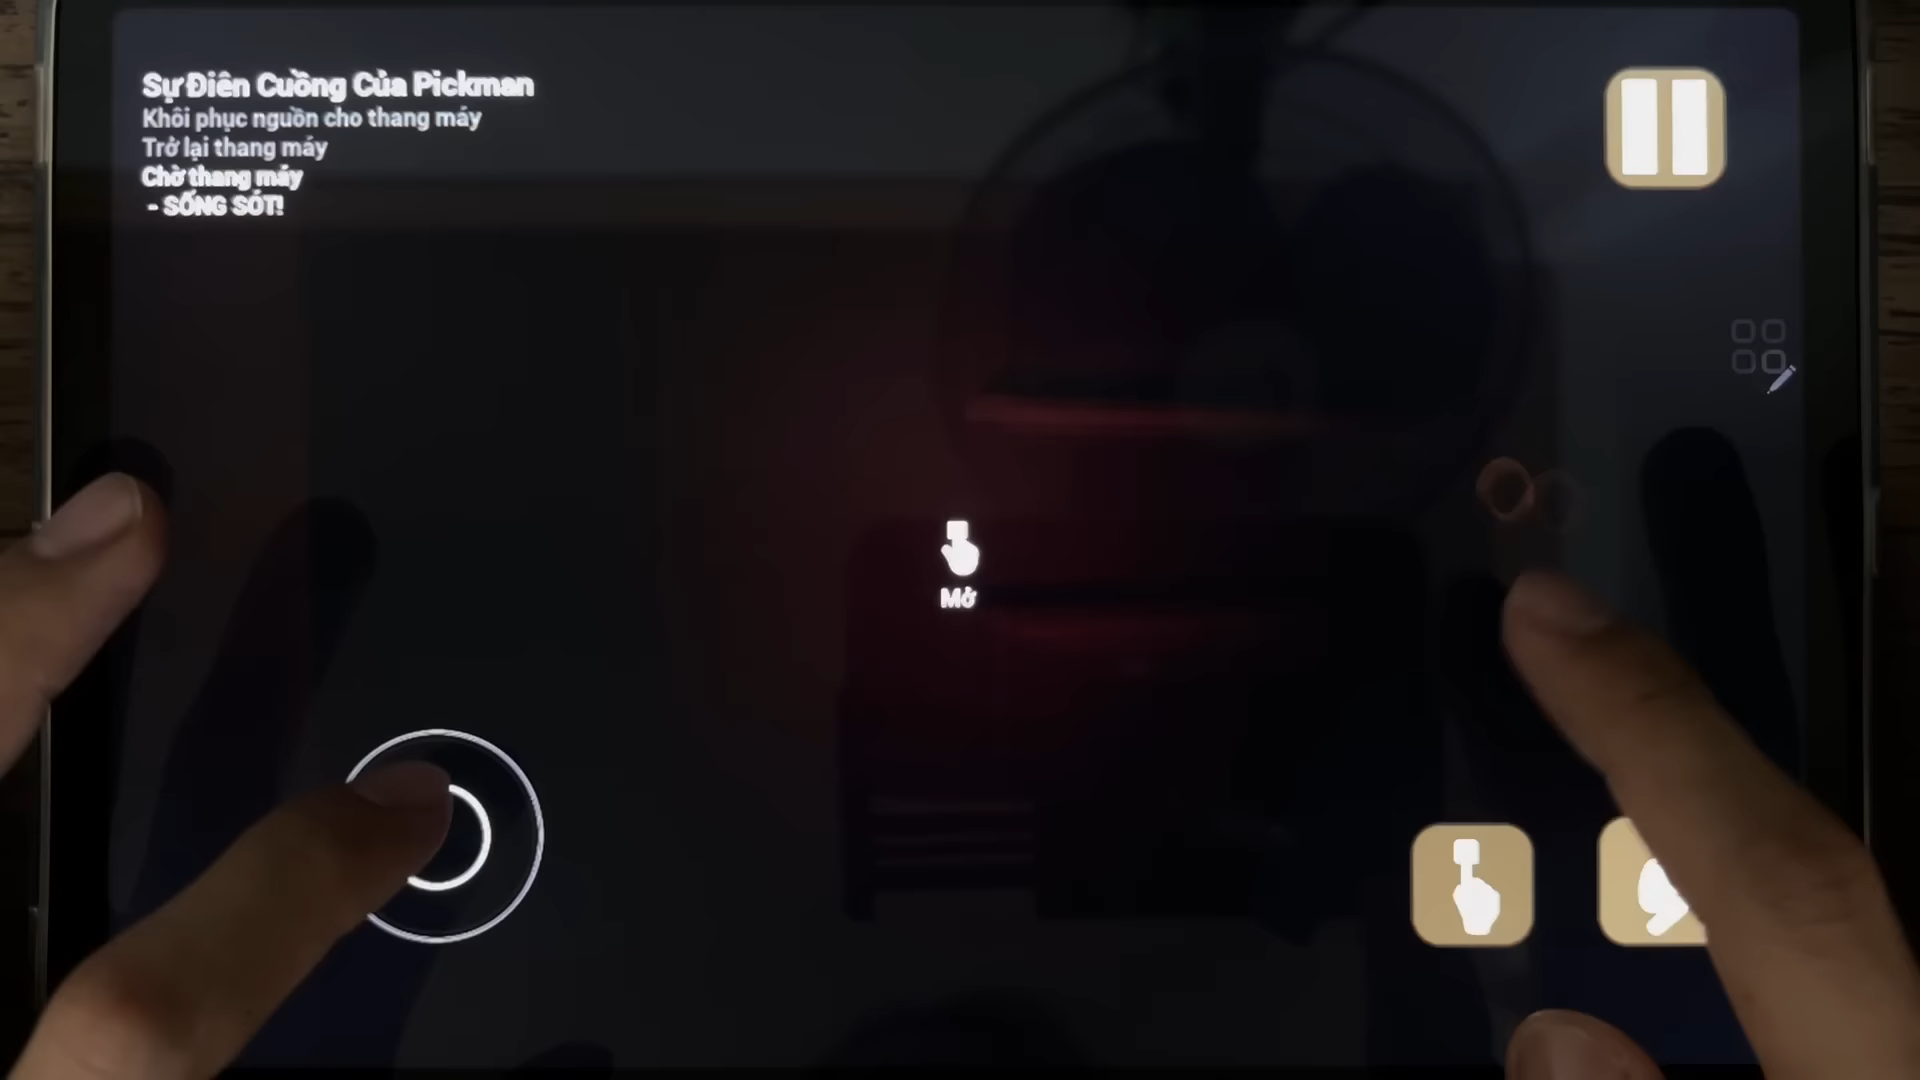 Sự Điên Cuồng Của Pickman
Khôi phục nguồn cho thang máy
Trở lại thang máy
Chờ thang máy
- SỐNG SÓT!
Mở